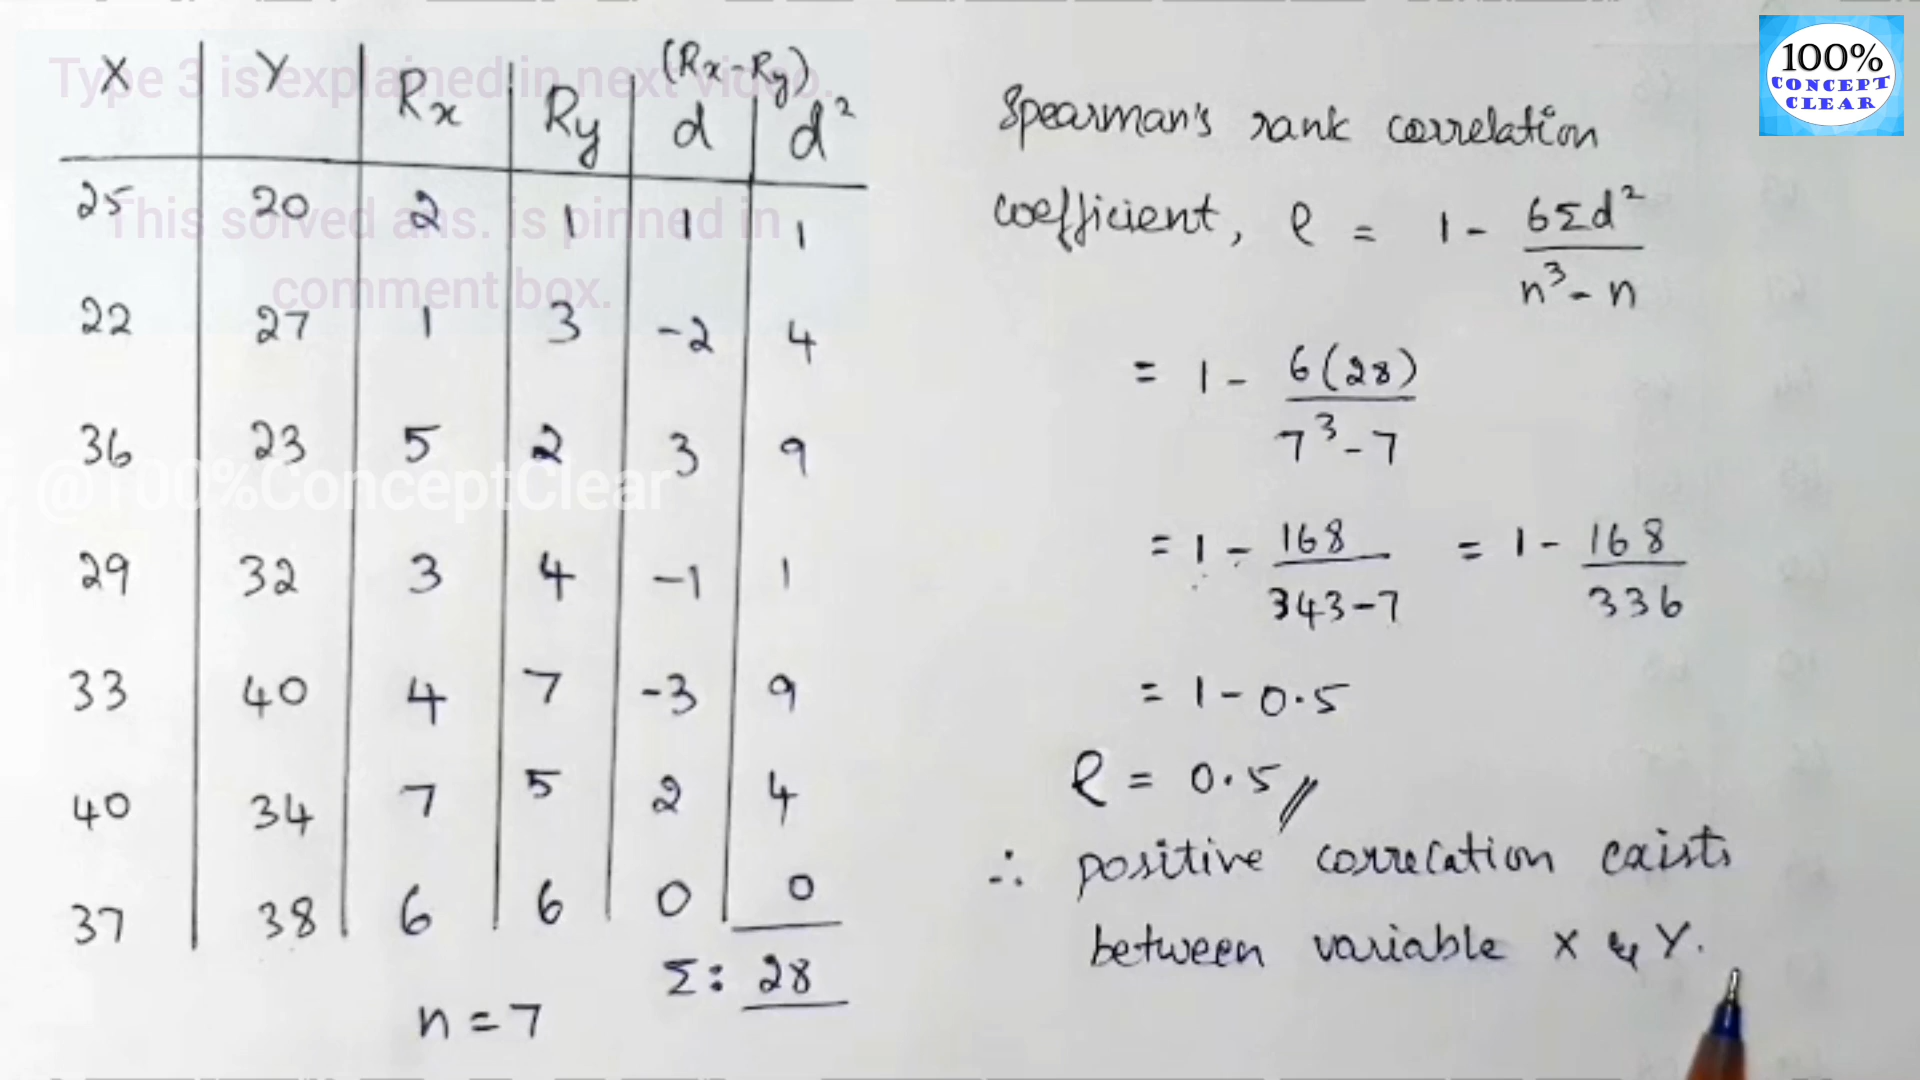 Type 3 is explained in next video.
This solved ans. is pinned in
comment box.
@100%ConceptClear
100%
CONCEPT
CLEAR
(Rx-Ry)
X Y Rx Ry d d²
25 20 2 1 1 1
22 27 1 3 -2 4
36 23 5 2 3 9
29 32 3 4 -1 1
33 40 4 7 -3 9
40 34 7 5 2 4
37 38 6 6 0 0
Σ: 28
n = 7
Spearman's rank correlation
coefficient, ρ = 1 - 6Σd² / n³ - n
= 1 - 6(28) / 7³ - 7
= 1 - 168 / 343-7 = 1 - 168 / 336
= 1 - 0.5
ρ = 0.5//
∴ positive correlation exists
between variable X & Y.